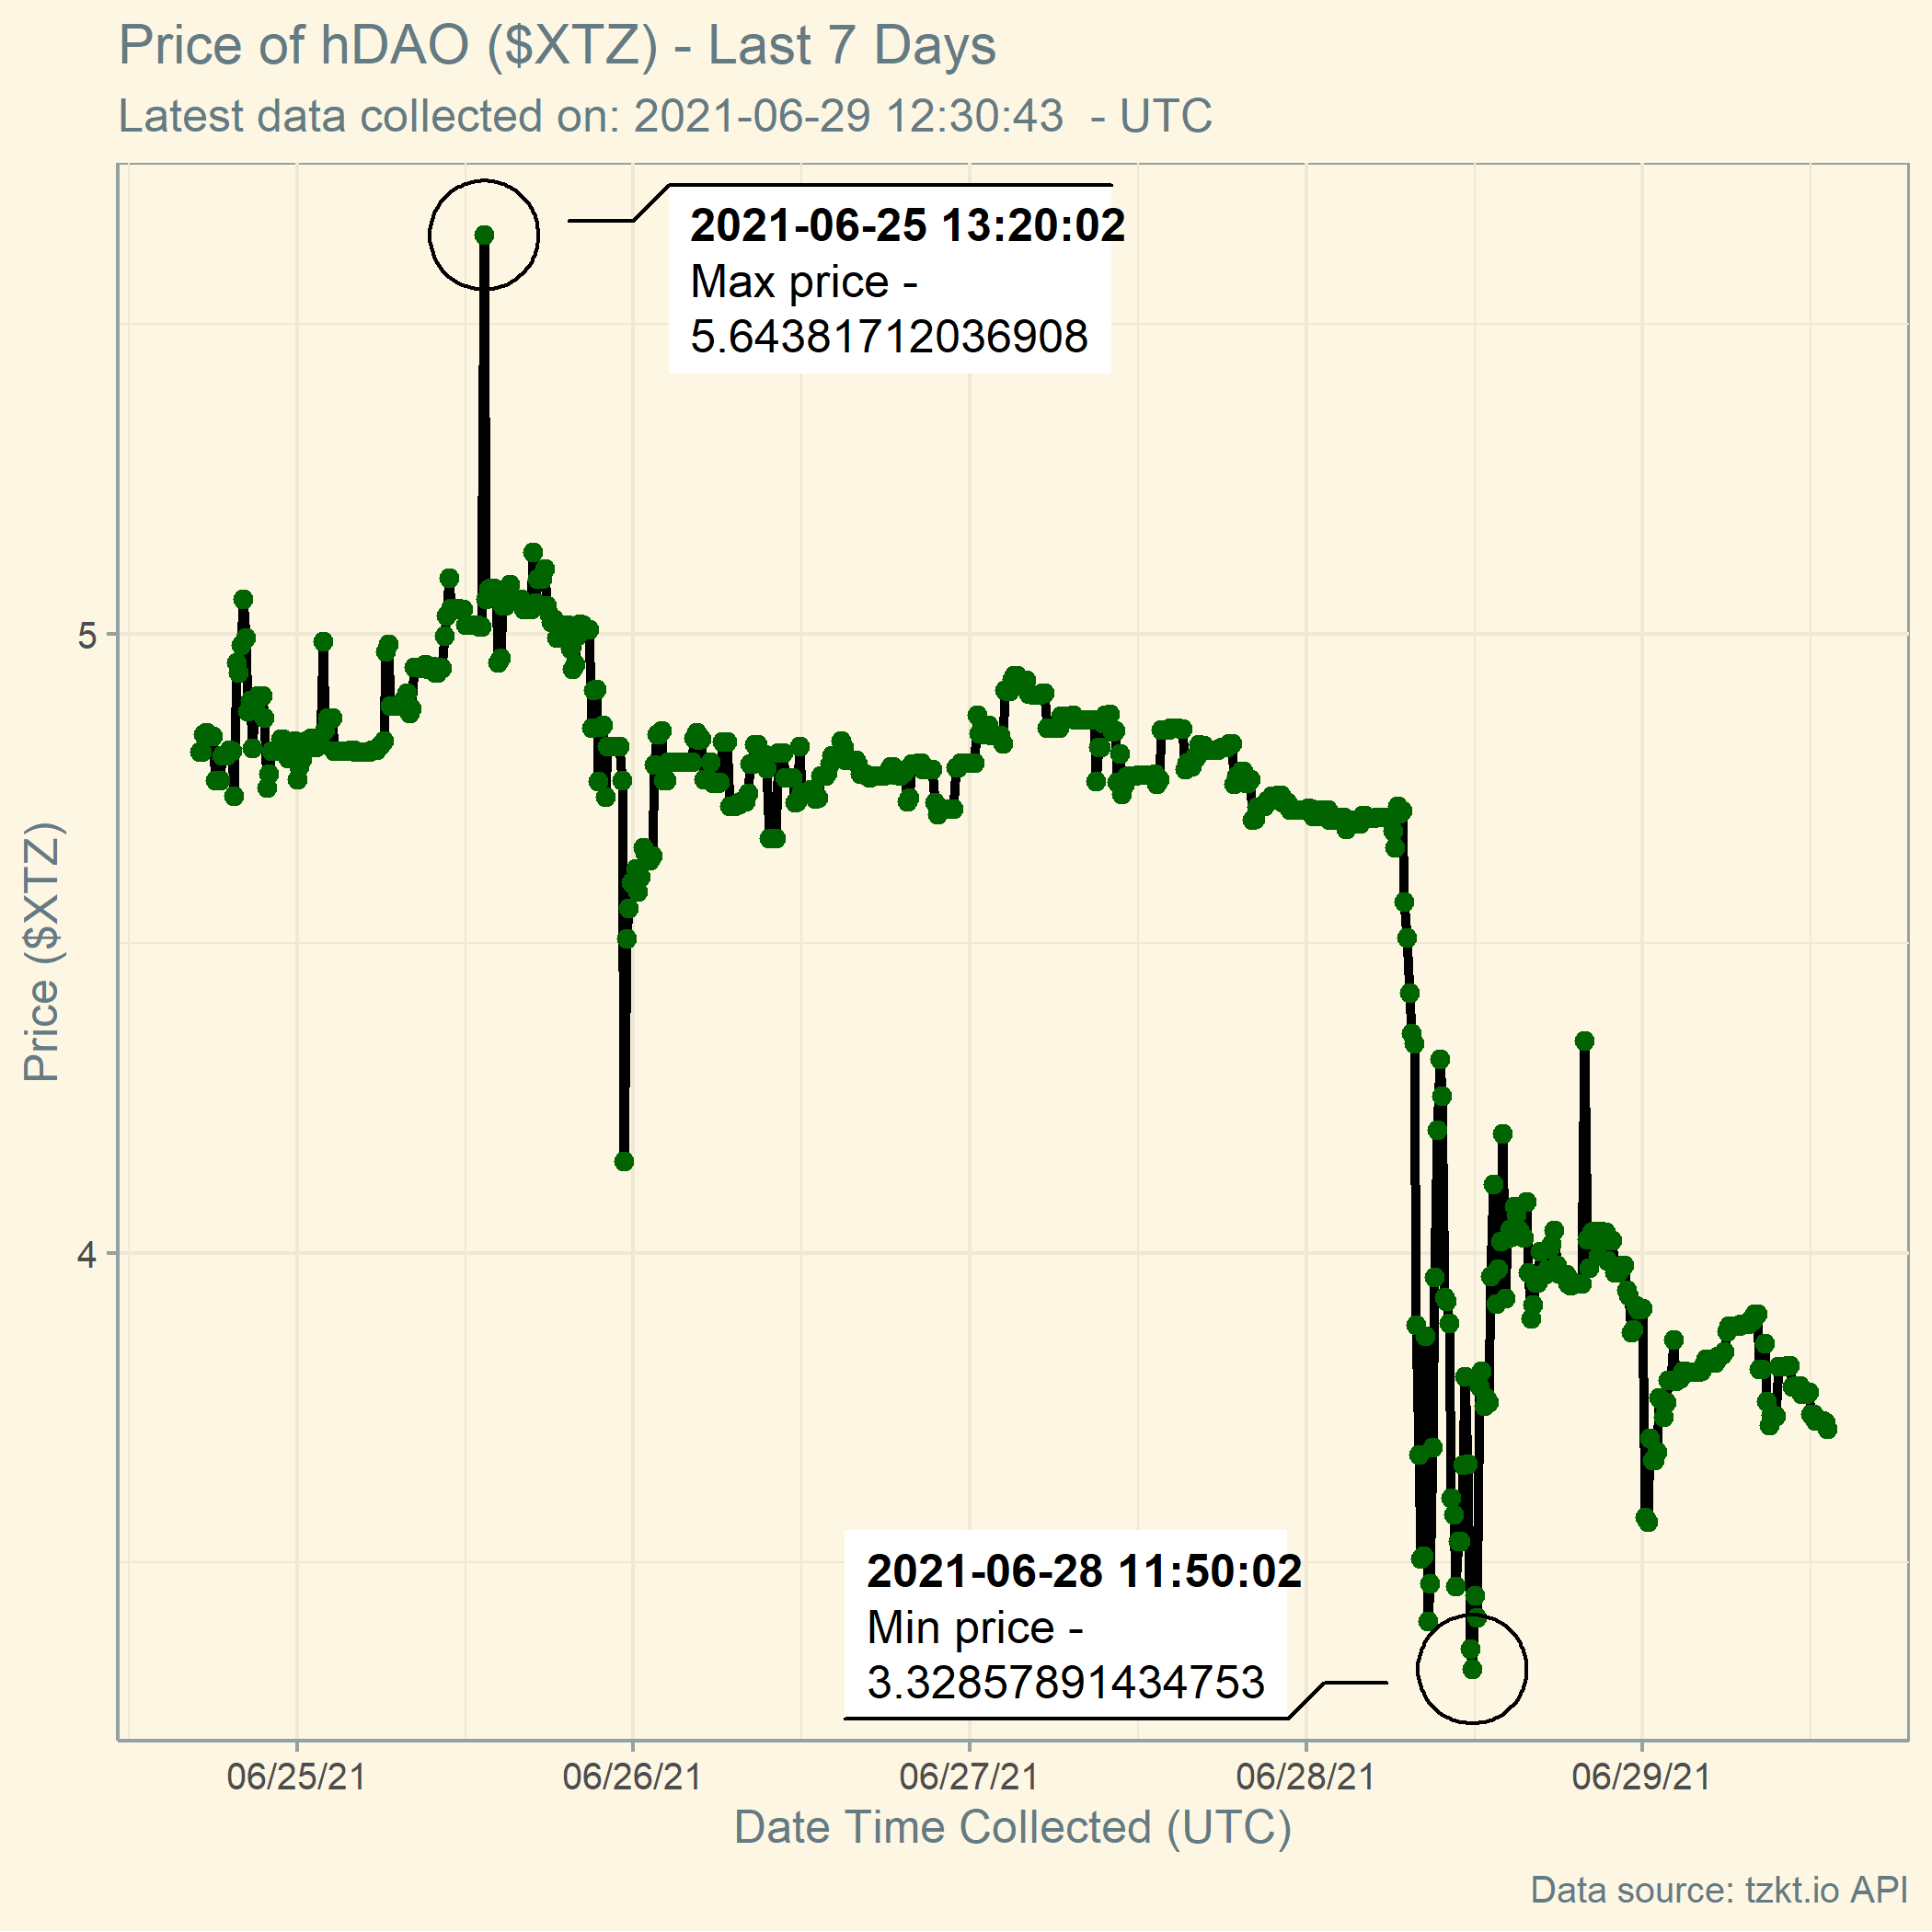 Price of hDAO ($XTZ) - Last 7 Days
Latest data collected on: 2021-06-29 12:30:43  - UTC
2021-06-25 13:20:02
Max price -
5.64381712036908
5
Price ($XTZ)
4
2021-06-28 11:50:02
Min price -
3.32857891434753
06/25/21 06/26/21 06/27/21 06/28/21 06/29/21
Date Time Collected (UTC)
Data source: tzkt.io API